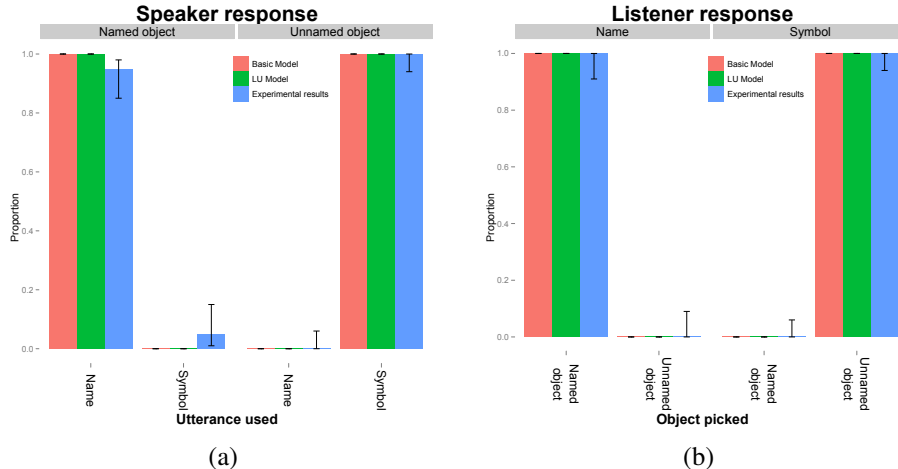 Speaker response
Named object
Unnamed object
Basic Model
LU Model
Experimental results
1.0
0.8
0.6
0.4
0.2
0.0
Proportion
Name
Symbol
Name
Symbol
Utterance used
(a)
Listener response
Name
Symbol
Basic Model
LU Model
Experimental results
1.0
0.8
0.6
0.4
0.2
0.0
Proportion
Named
object
Unnamed
object
Named
object
Unnamed
object
Object picked
(b)